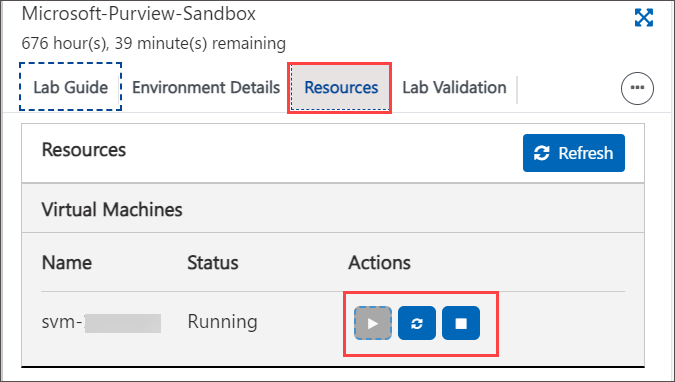 Microsoft-Purview-Sandbox
676 hour(s), 39 minute(s) remaining
Lab Guide Environment Details Resources Lab Validation
Resources Refresh
Virtual Machines
Name Status Actions
svm- Running